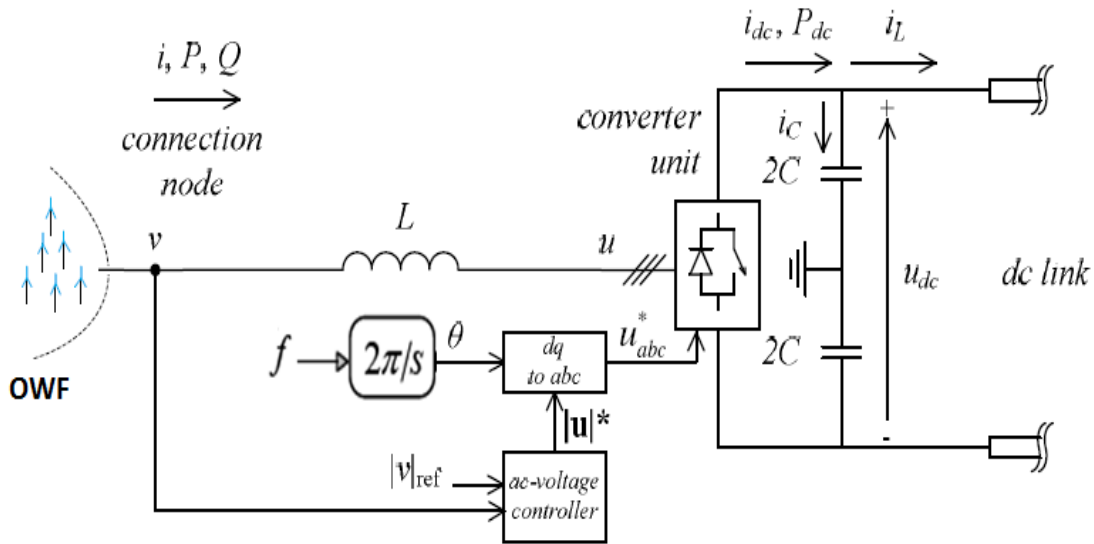 i, P, Q
connection
node
i_dc, P_dc
i_L
converter
unit
i_C
2C
+
L
v
u
u_dc
dc link
OWF
f
2π/s
θ
dq
to abc
u*_abc
2C
|u|*
-
|v|ref
ac-voltage
controller